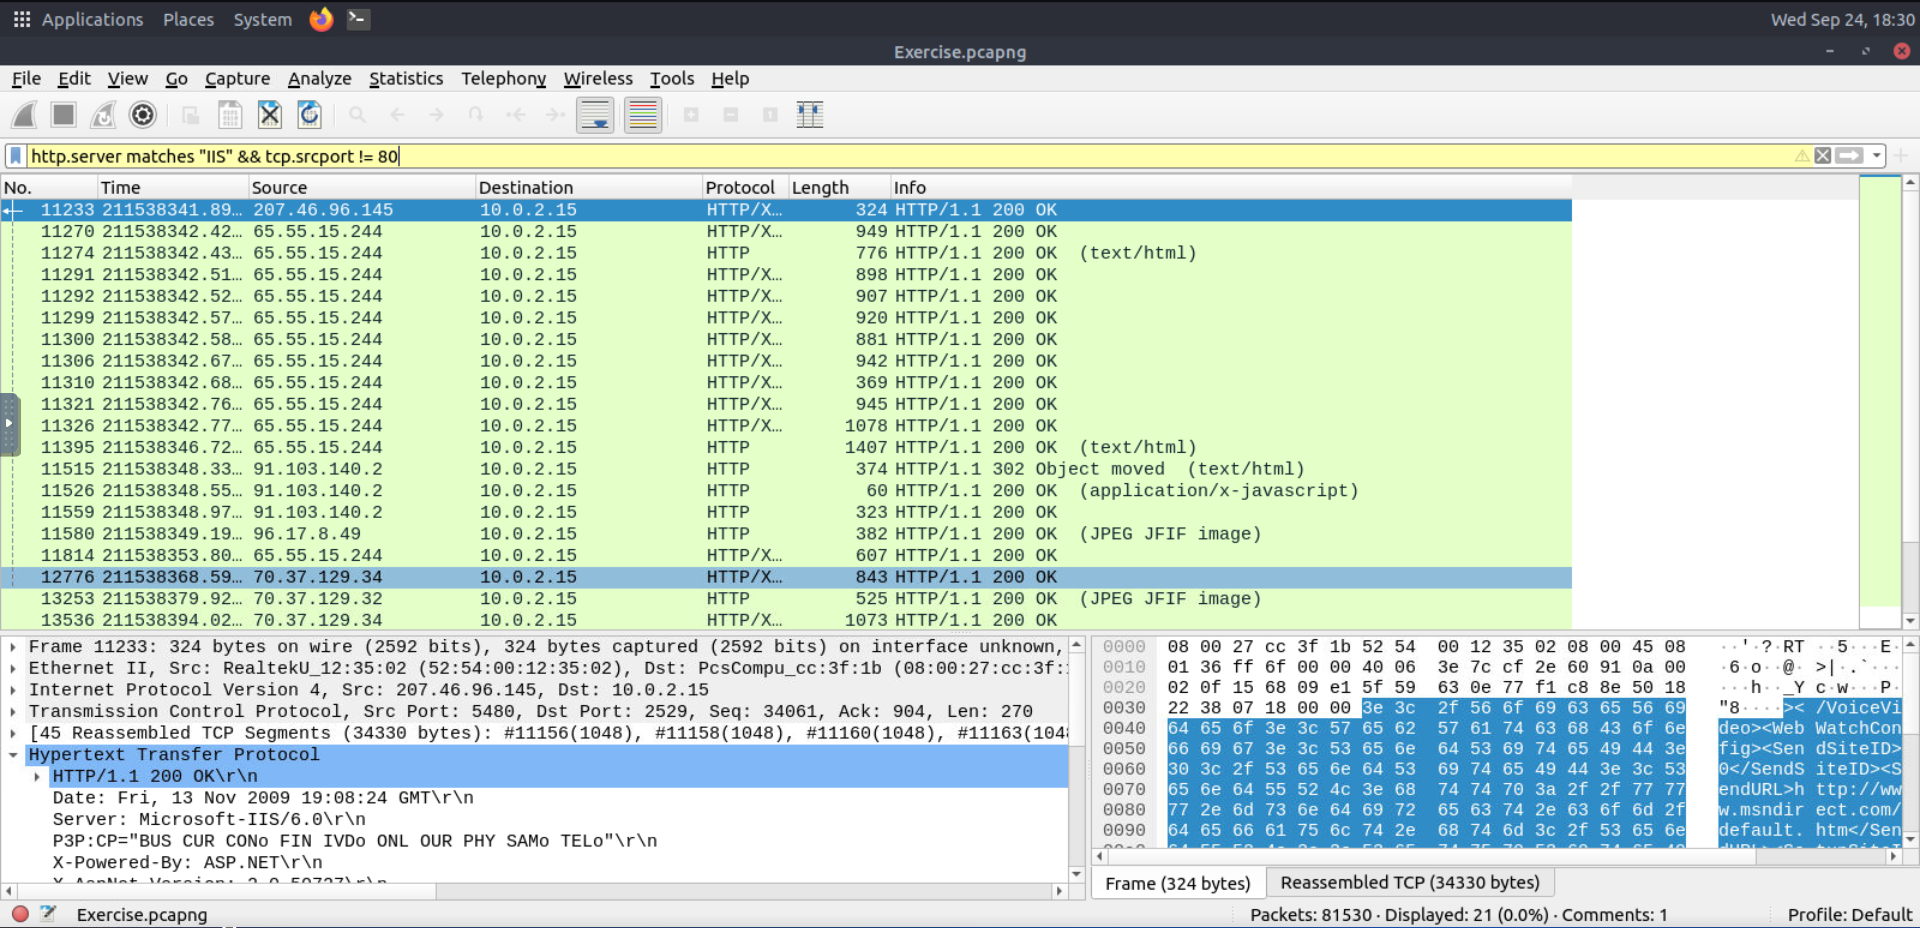 Applications Places System Wed Sep 24, 18:30
Exercise.pcapng
File Edit View Go Capture Analyze Statistics Telephony Wireless Tools Help
http.server matches "IIS" && tcp.srcport != 80
No. Time Source Destination Protocol Length Info
11233 211538341.89… 207.46.96.145 10.0.2.15 HTTP/X… 324 HTTP/1.1 200 OK
11270 211538342.42… 65.55.15.244 10.0.2.15 HTTP/X… 949 HTTP/1.1 200 OK
11274 211538342.43… 65.55.15.244 10.0.2.15 HTTP 776 HTTP/1.1 200 OK (text/html)
11291 211538342.51… 65.55.15.244 10.0.2.15 HTTP/X… 898 HTTP/1.1 200 OK
11292 211538342.52… 65.55.15.244 10.0.2.15 HTTP/X… 907 HTTP/1.1 200 OK
11299 211538342.57… 65.55.15.244 10.0.2.15 HTTP/X… 920 HTTP/1.1 200 OK
11300 211538342.58… 65.55.15.244 10.0.2.15 HTTP/X… 881 HTTP/1.1 200 OK
11306 211538342.67… 65.55.15.244 10.0.2.15 HTTP/X… 942 HTTP/1.1 200 OK
11310 211538342.68… 65.55.15.244 10.0.2.15 HTTP/X… 369 HTTP/1.1 200 OK
11321 211538342.76… 65.55.15.244 10.0.2.15 HTTP/X… 945 HTTP/1.1 200 OK
11326 211538342.77… 65.55.15.244 10.0.2.15 HTTP/X… 1078 HTTP/1.1 200 OK
11395 211538346.72… 65.55.15.244 10.0.2.15 HTTP 1407 HTTP/1.1 200 OK (text/html)
11515 211538348.33… 91.103.140.2 10.0.2.15 HTTP 374 HTTP/1.1 302 Object moved (text/html)
11526 211538348.55… 91.103.140.2 10.0.2.15 HTTP 60 HTTP/1.1 200 OK (application/x-javascript)
11559 211538348.97… 91.103.140.2 10.0.2.15 HTTP 323 HTTP/1.1 200 OK
11580 211538349.19… 96.17.8.49 10.0.2.15 HTTP 382 HTTP/1.1 200 OK (JPEG JFIF image)
11814 211538353.80… 65.55.15.244 10.0.2.15 HTTP/X… 607 HTTP/1.1 200 OK
12776 211538368.59… 70.37.129.34 10.0.2.15 HTTP/X… 843 HTTP/1.1 200 OK
13253 211538379.92… 70.37.129.32 10.0.2.15 HTTP 525 HTTP/1.1 200 OK (JPEG JFIF image)
13536 211538394.02… 70.37.129.34 10.0.2.15 HTTP/X… 1073 HTTP/1.1 200 OK
Frame 11233: 324 bytes on wire (2592 bits), 324 bytes captured (2592 bits) on interface unknown,
Ethernet II, Src: RealtekU_12:35:02 (52:54:00:12:35:02), Dst: PcsCompu_cc:3f:1b (08:00:27:cc:3f:
Internet Protocol Version 4, Src: 207.46.96.145, Dst: 10.0.2.15
Transmission Control Protocol, Src Port: 5480, Dst Port: 2529, Seq: 34061, Ack: 904, Len: 270
[45 Reassembled TCP Segments (34330 bytes): #11156(1048), #11158(1048), #11160(1048), #11163(104
Hypertext Transfer Protocol
HTTP/1.1 200 OK\r\n
Date: Fri, 13 Nov 2009 19:08:24 GMT\r\n
Server: Microsoft-IIS/6.0\r\n
P3P:CP="BUS CUR CONo FIN IVDo ONL OUR PHY SAMo TELo"\r\n
X-Powered-By: ASP.NET\r\n
X-AspNet-Version: 2.0.50727\r\n
0000 08 00 27 cc 3f 1b 52 54 00 12 35 02 08 00 45 08 ··'·?·RT ··5···E·
0010 01 36 ff 6f 00 00 40 06 3e 7c cf 2e 60 91 0a 00 ·6·o··@· >|·.`···
0020 02 0f 15 68 09 e1 5f 59 63 0e 77 f1 c8 8e 50 18 ···h··_Y c·w···P·
0030 22 38 07 18 00 00 3e 3c 2f 56 6f 69 63 65 56 69 "8····>< /VoiceVi
0040 64 65 6f 3e 3c 57 65 62 57 61 74 63 68 43 6f 6e deo><Web WatchCon
0050 66 69 67 3e 3c 53 65 6e 64 53 69 74 65 49 44 3e fig><Sen dSiteID>
0060 30 3c 2f 53 65 6e 64 53 69 74 65 49 44 3e 3c 53 0</SendS iteID><S
0070 65 6e 64 55 52 4c 3e 68 74 74 70 3a 2f 2f 77 77 endURL>h ttp://ww
0080 77 2e 6d 73 6e 64 69 72 65 63 74 2e 63 6f 6d 2f w.msndir ect.com/
0090 64 65 66 61 75 6c 74 2e 68 74 6d 3c 2f 53 65 6e default. htm</Sen
Frame (324 bytes) Reassembled TCP (34330 bytes)
Exercise.pcapng Packets: 81530 · Displayed: 21 (0.0%) · Comments: 1 Profile: Default